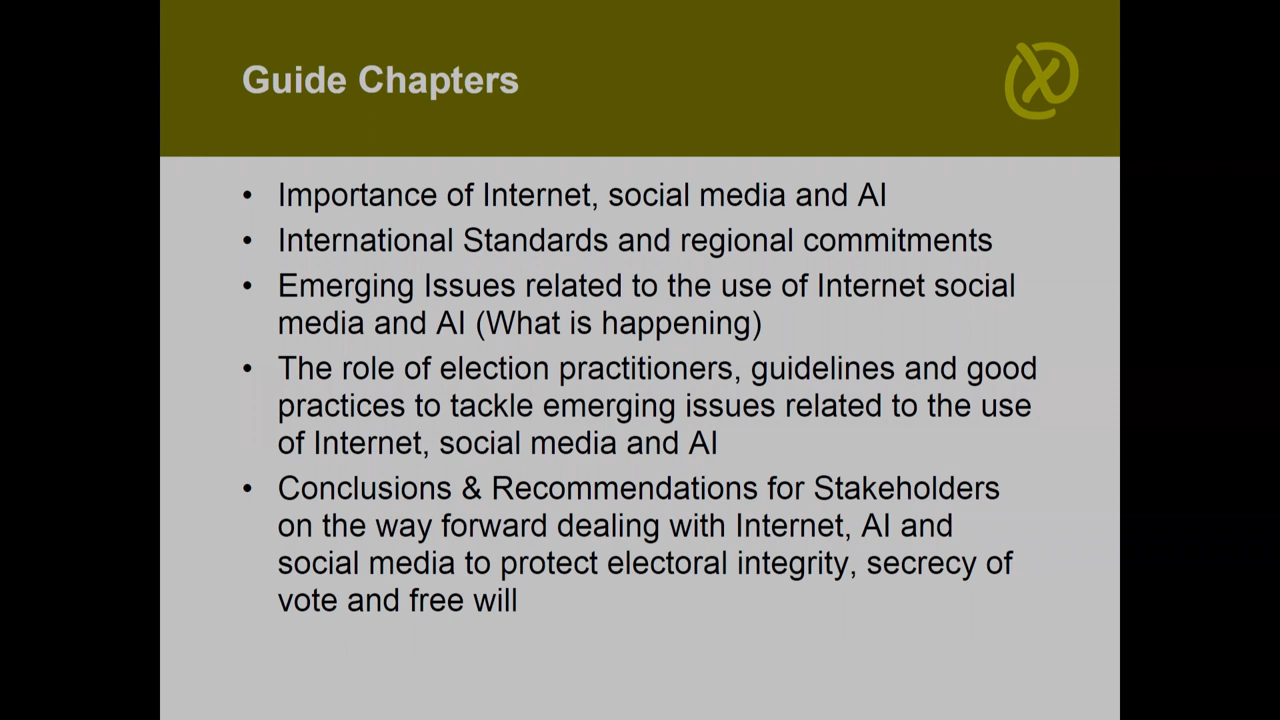 Guide Chapters
• Importance of Internet, social media and AI
• International Standards and regional commitments
• Emerging Issues related to the use of Internet social
media and AI (What is happening)
• The role of election practitioners, guidelines and good
practices to tackle emerging issues related to the use
of Internet, social media and AI
• Conclusions & Recommendations for Stakeholders
on the way forward dealing with Internet, AI and
social media to protect electoral integrity, secrecy of
vote and free will